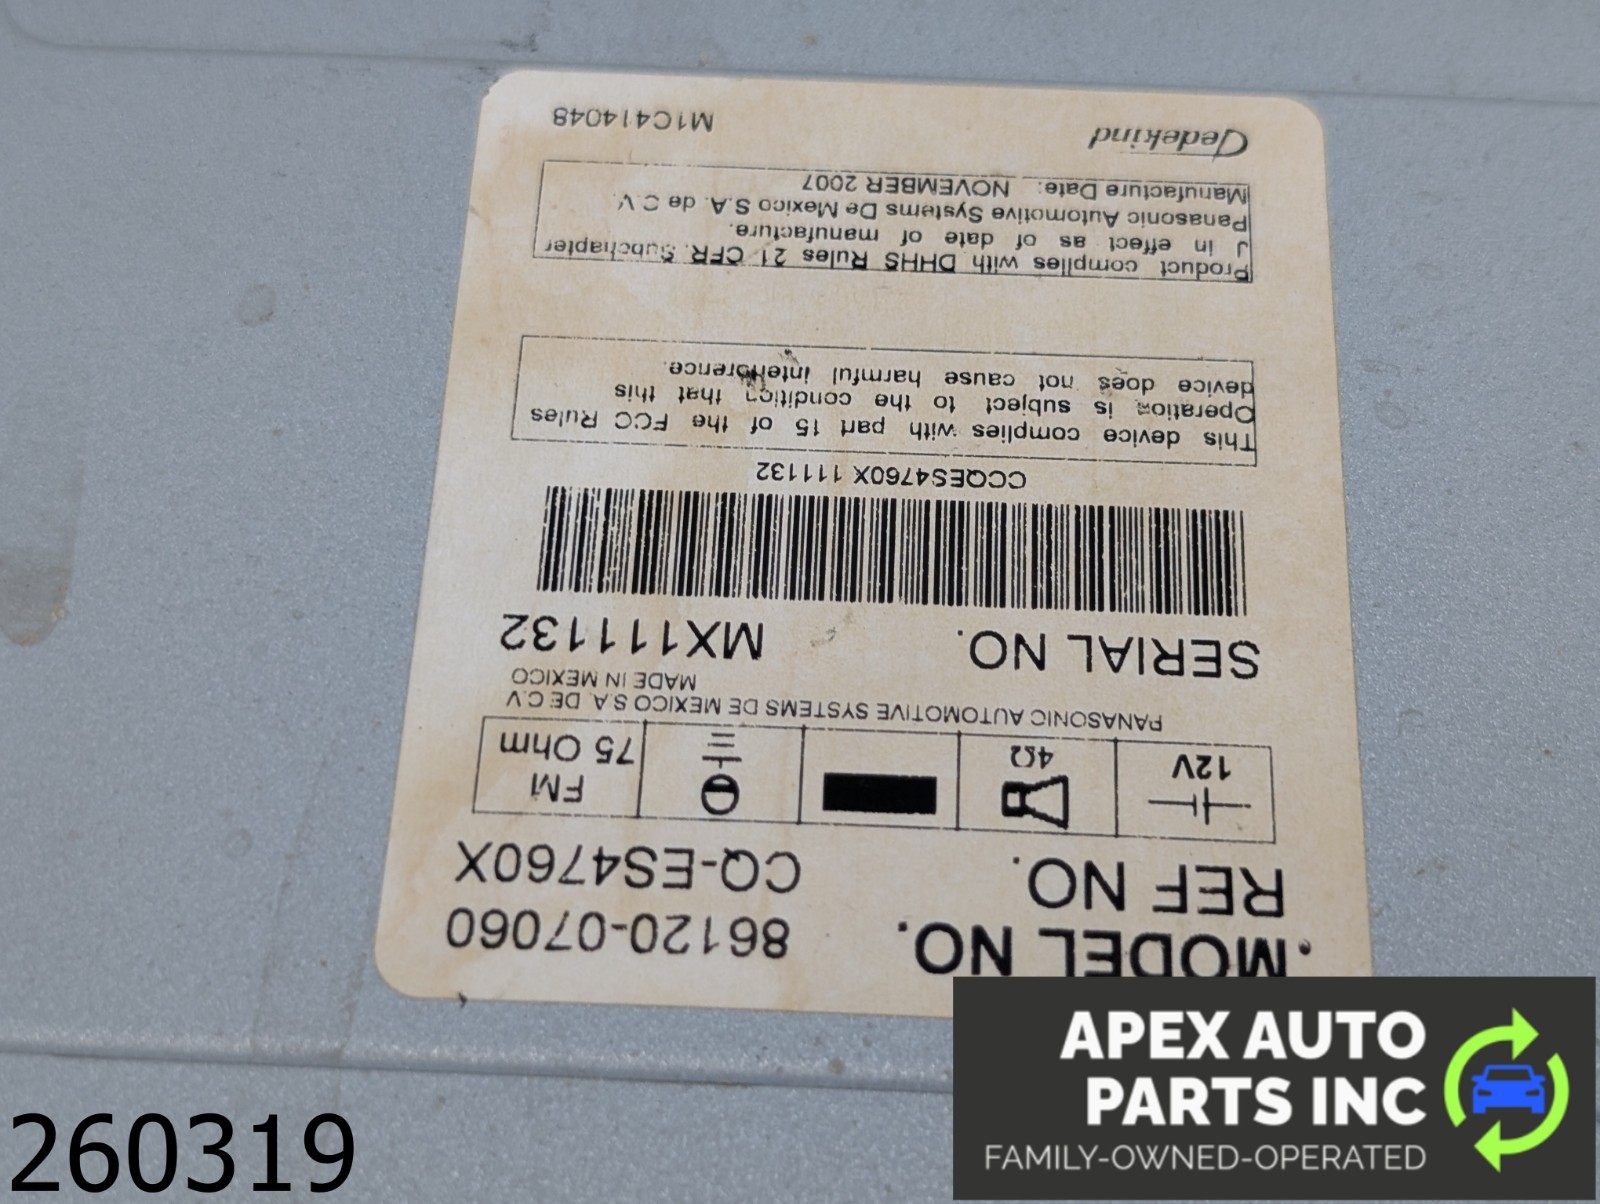 MODEL NO. 86120-07060
REF NO. CQ-ES4760X
12V
4Ω
FM
75 Ohm
PANASONIC AUTOMOTIVE SYSTEMS DE MEXICO S.A. DE C.V
MADE IN MEXICO
SERIAL NO. MX111132
CCQES4760X 111132
This device complies with part 15 of the FCC Rules
Operation is subject to the condition that this
device does not cause harmful interference.
Product complies with DHHS Rules 21 CFR Subchapter
J in effect as of date of manufacture.
Panasonic Automotive Systems De Mexico S.A. de C.V.
Manufacture Date: NOVEMBER 2007
M1C414048
260319
APEX AUTO
PARTS INC
FAMILY-OWNED-OPERATED